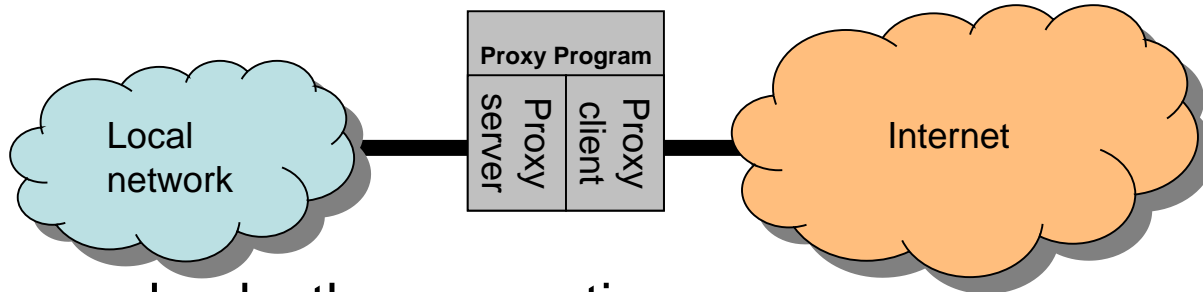 Proxy Program
Local
network
Proxy
server
Proxy
client
Internet